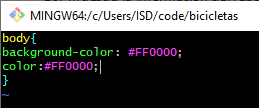 MINGW64:/c/Users/ISD/code/bicicletas
body{
background-color: #FF0000;
color:#FF0000;
}
~